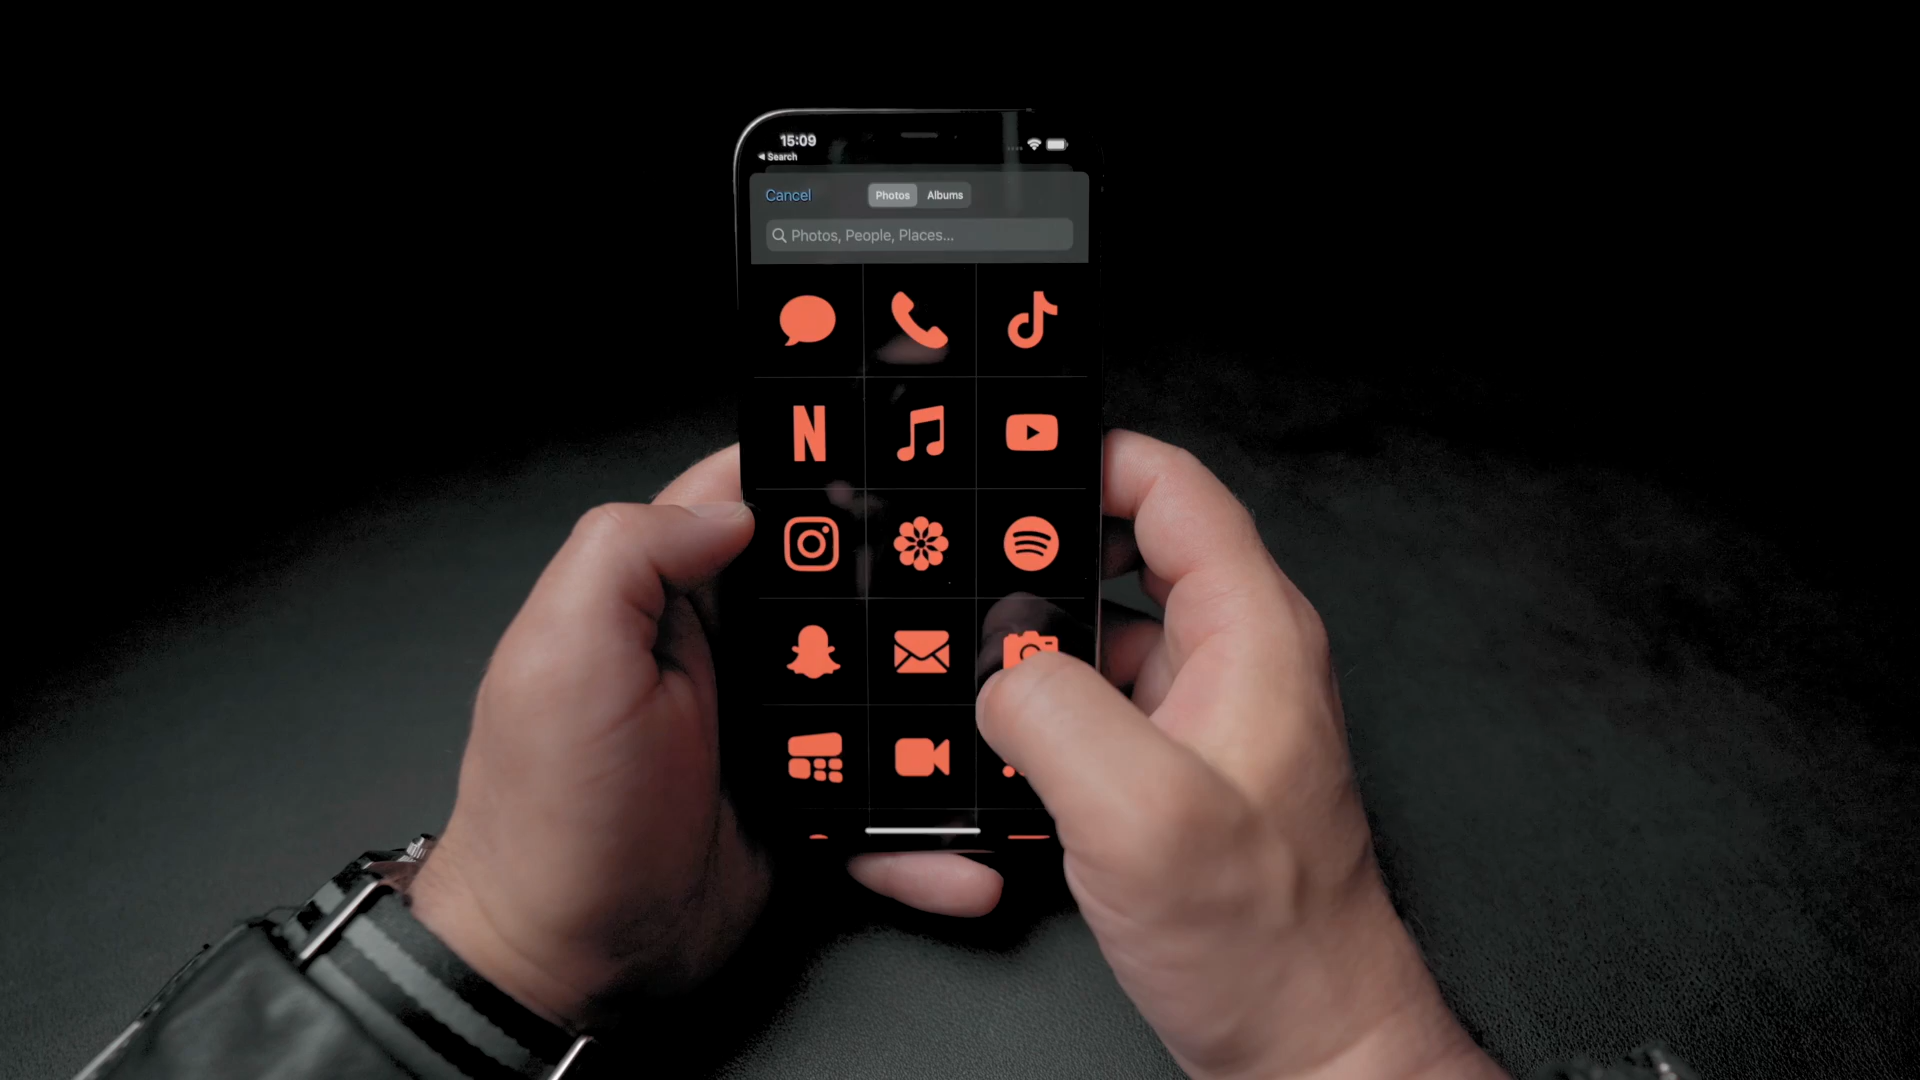 15:09
◀ Search
Cancel
Photos Albums
Photos, People, Places...
N